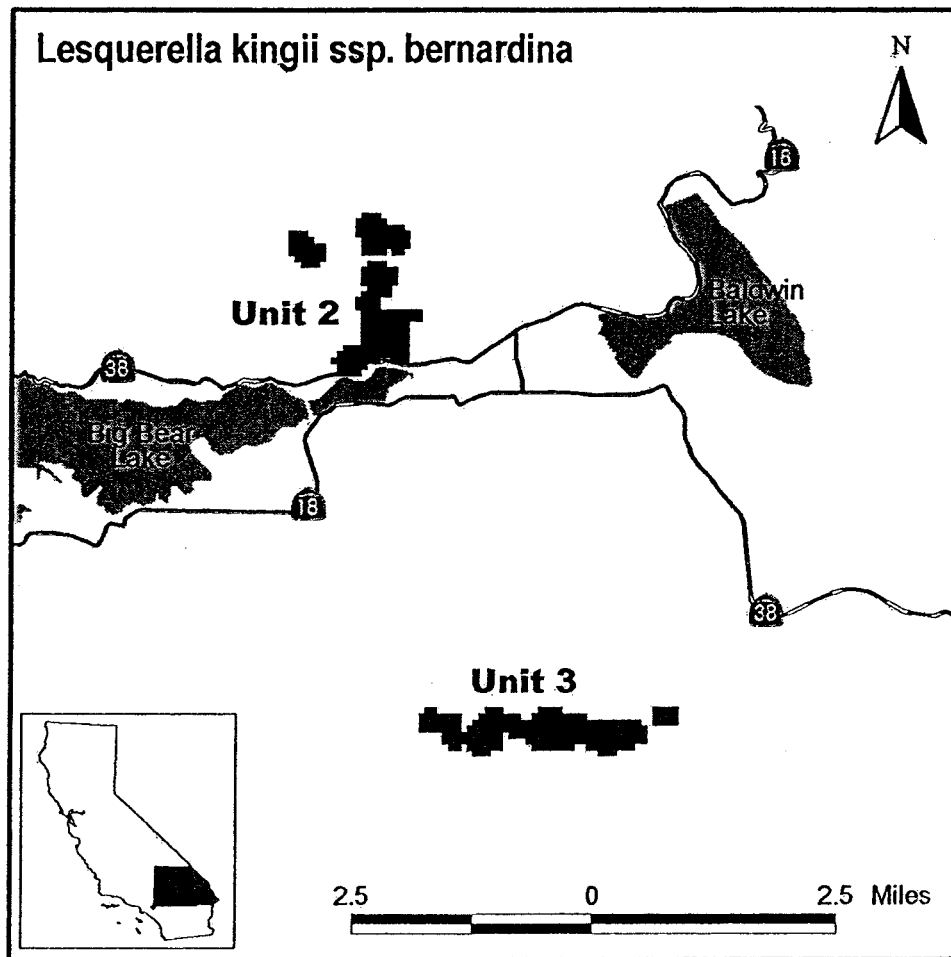 Lesquerella kingii ssp. bernardina
N
18
Unit 2
Baldwin
Lake
38
Big Bear
Lake
18
38
Unit 3
2.5 0 2.5 Miles